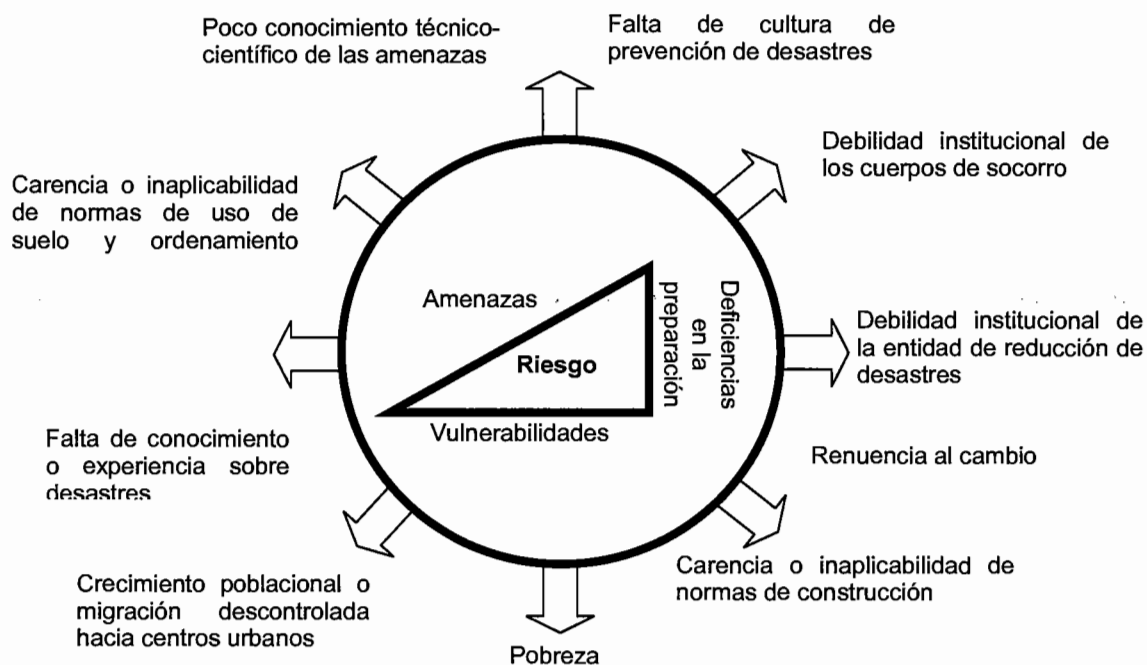 Poco conocimiento técnico-
científico de las amenazas
Falta de cultura de
prevención de desastres
Debilidad institucional de
los cuerpos de socorro
Carencia o inaplicabilidad
de normas de uso de
suelo y ordenamiento
Amenazas
Riesgo
Vulnerabilidades
Deficiencias
en la
preparación
Debilidad institucional de
la entidad de reducción de
desastres
Falta de conocimiento
o experiencia sobre
desastres
Renuencia al cambio
Crecimiento poblacional o
migración descontrolada
hacia centros urbanos
Carencia o inaplicabilidad de
normas de construcción
Pobreza